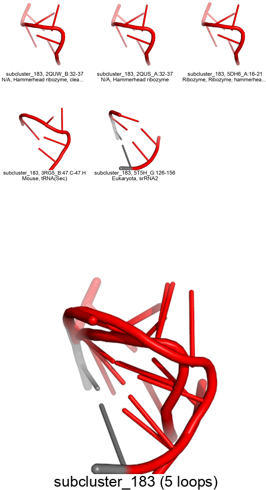 subcluster_183, 2QUW_B:32-37
N/A, Hammerhead ribozyme, clea...
subcluster_183, 2QUS_A:32-37
N/A, Hammerhead ribozyme
subcluster_183, 5DH6_A:16-21
Ribozyme, Ribozyme, hammerhea...
subcluster_183, 3RG5_B:47.C-47.H
Mouse, tRNA(Sec)
subcluster_183, 5T5H_G:126-156
Eukaryota, srRNA2
subcluster_183 (5 loops)